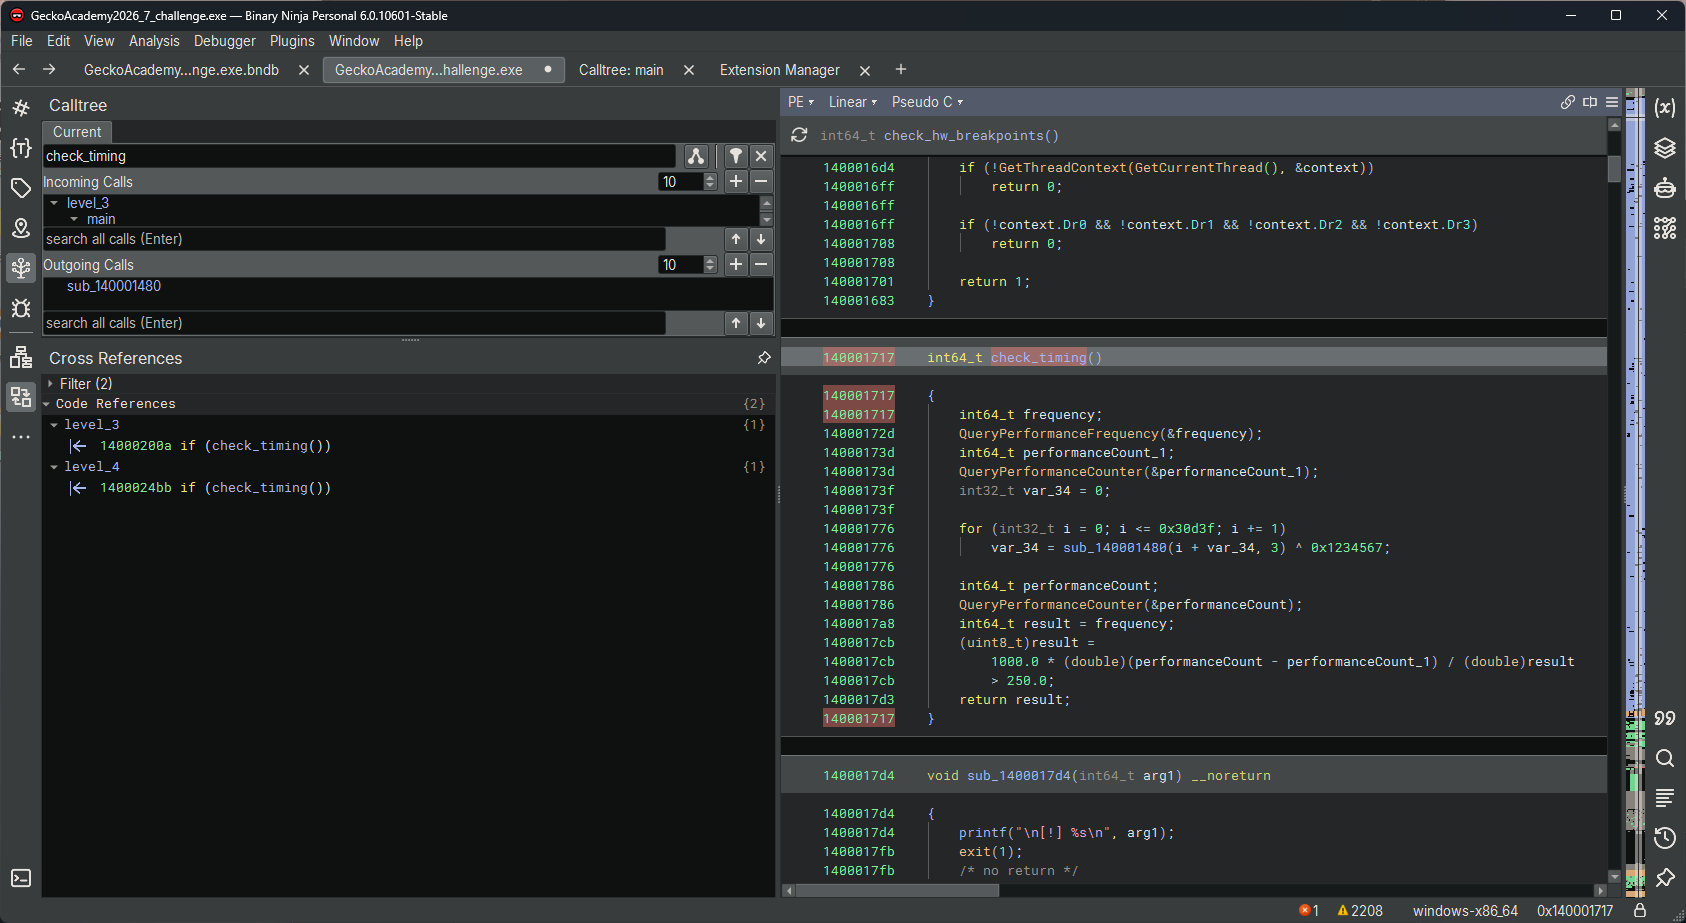 GeckoAcademy2026_7_challenge.exe — Binary Ninja Personal 6.0.10601-Stable
File Edit View Analysis Debugger Plugins Window Help
GeckoAcademy...nge.exe.bndb GeckoAcademy...hallenge.exe Calltree: main Extension Manager
Calltree
Current
check_timing
Incoming Calls 10
level_3
main
search all calls (Enter)
Outgoing Calls 10
sub_140001480
search all calls (Enter)
Cross References
Filter (2)
Code References {2}
level_3 {1}
14000200a if (check_timing())
level_4 {1}
1400024bb if (check_timing())
PE Linear Pseudo C
int64_t check_hw_breakpoints()
1400016d4 if (!GetThreadContext(GetCurrentThread(), &context))
1400016ff return 0;
1400016ff
1400016ff if (!context.Dr0 && !context.Dr1 && !context.Dr2 && !context.Dr3)
140001708 return 0;
140001708
140001701 return 1;
140001683 }
140001717 int64_t check_timing()
140001717 {
140001717 int64_t frequency;
14000172d QueryPerformanceFrequency(&frequency);
14000173d int64_t performanceCount_1;
14000173d QueryPerformanceCounter(&performanceCount_1);
14000173f int32_t var_34 = 0;
14000173f
140001776 for (int32_t i = 0; i <= 0x30d3f; i += 1)
140001776 var_34 = sub_140001480(i + var_34, 3) ^ 0x1234567;
140001776
140001786 int64_t performanceCount;
140001786 QueryPerformanceCounter(&performanceCount);
1400017a8 int64_t result = frequency;
1400017cb (uint8_t)result =
1400017cb 1000.0 * (double)(performanceCount - performanceCount_1) / (double)result
1400017cb > 250.0;
1400017d3 return result;
140001717 }
1400017d4 void sub_1400017d4(int64_t arg1) __noreturn
1400017d4 {
1400017d4 printf("\n[!] %s\n", arg1);
1400017fb exit(1);
1400017fb /* no return */
1 2208 windows-x86_64 0x140001717